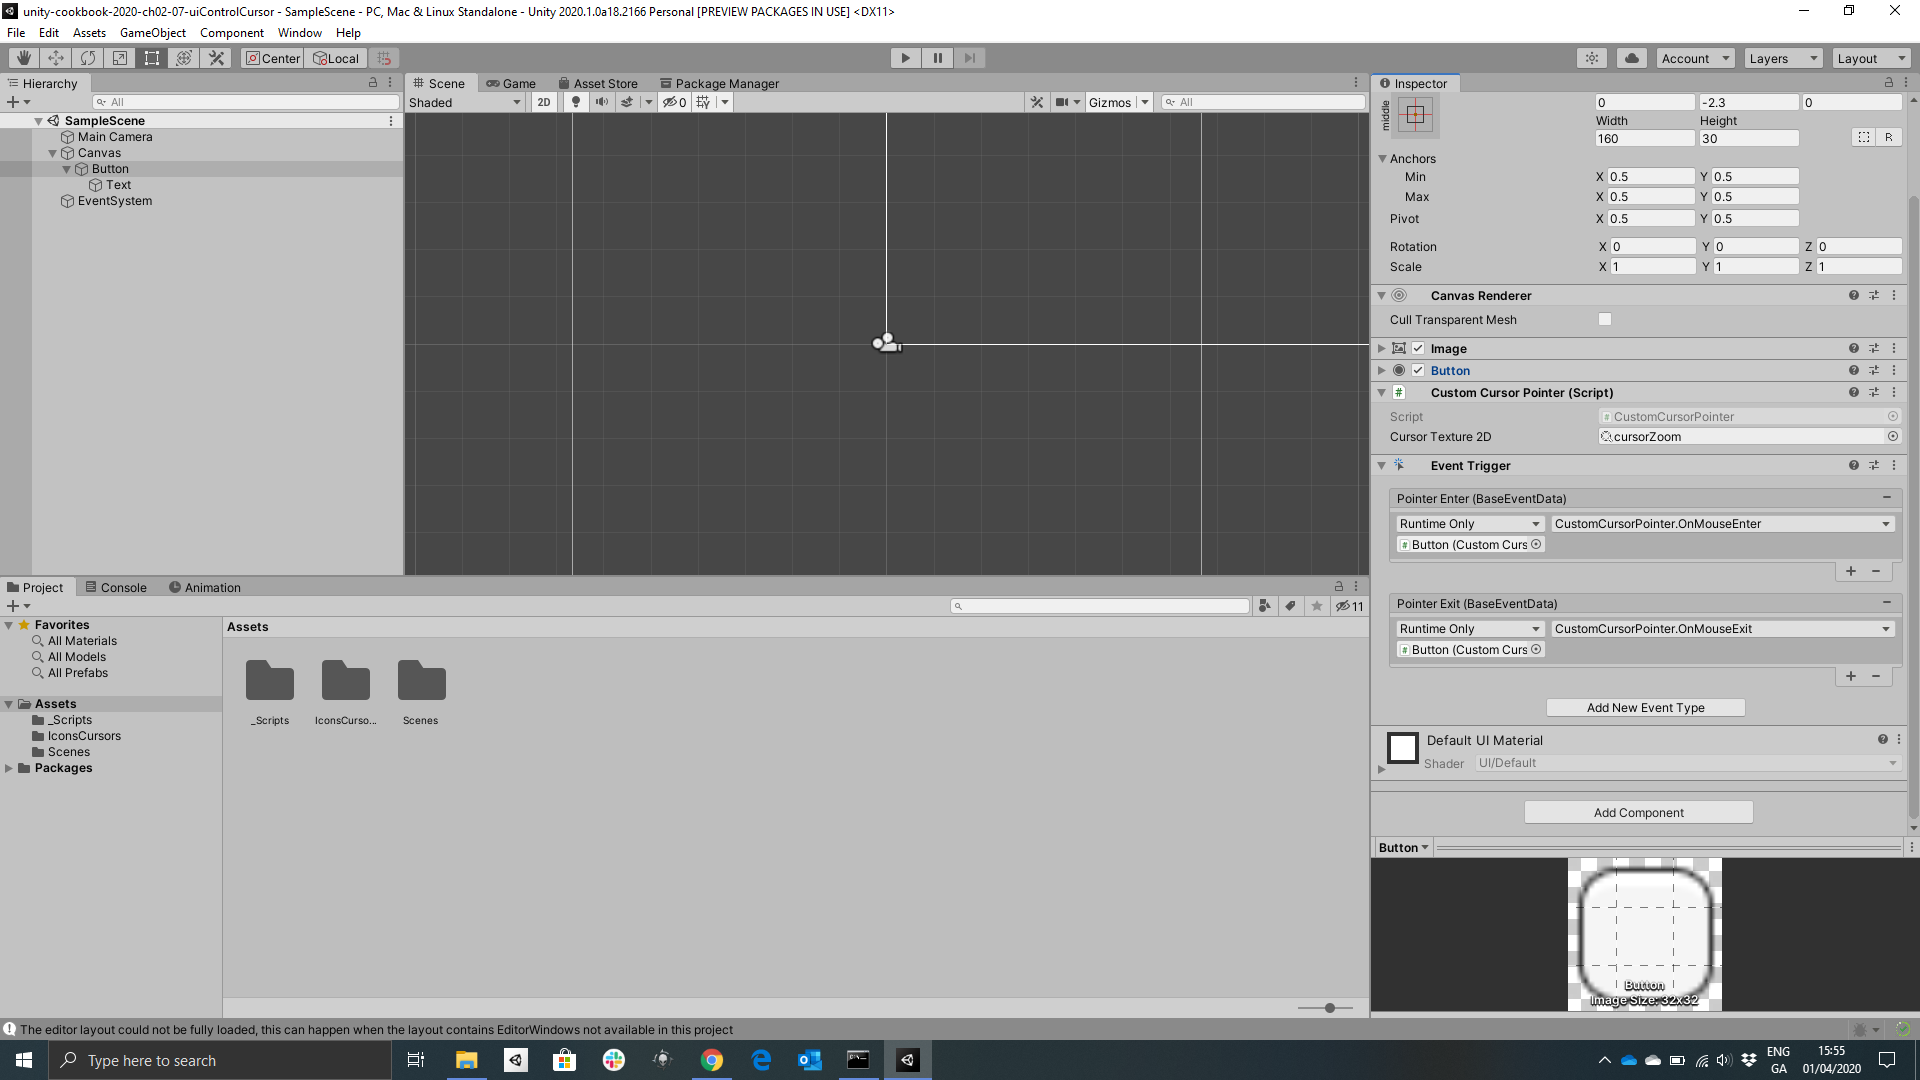 unity-cookbook-2020-ch02-07-uiControlCursor - SampleScene - PC, Mac & Linux Standalone - Unity 2020.1.0a18.2166 Personal [PREVIEW PACKAGES IN USE] <DX11>
File Edit Assets GameObject Component Window Help
Center Local Account Layers Layout
Hierarchy
All
SampleScene
Main Camera
Canvas
Button
Text
EventSystem
Scene Game Asset Store Package Manager
Shaded 2D 0 Gizmos All
Inspector
middle
0 -2.3 0
Width Height
160 30 R
Anchors
Min X 0.5 Y 0.5
Max X 0.5 Y 0.5
Pivot X 0.5 Y 0.5
Rotation X 0 Y 0 Z 0
Scale X 1 Y 1 Z 1
Canvas Renderer
Cull Transparent Mesh
Image
Button
# Custom Cursor Pointer (Script)
Script # CustomCursorPointer
Cursor Texture 2D cursorZoom
Event Trigger
Pointer Enter (BaseEventData)
Runtime Only CustomCursorPointer.OnMouseEnter
# Button (Custom Curs
+ −
Pointer Exit (BaseEventData)
Runtime Only CustomCursorPointer.OnMouseExit
# Button (Custom Curs
+ −
Add New Event Type
Default UI Material
Shader UI/Default
Add Component
Button
Button
Image Size: 32x32
Project Console Animation
11
Favorites
All Materials
All Models
All Prefabs
Assets
_Scripts
IconsCursors
Scenes
Packages
Assets
_Scripts IconsCurso... Scenes
The editor layout could not be fully loaded, this can happen when the layout contains EditorWindows not available in this project
Type here to search
ENG
GA
15:55
01/04/2020